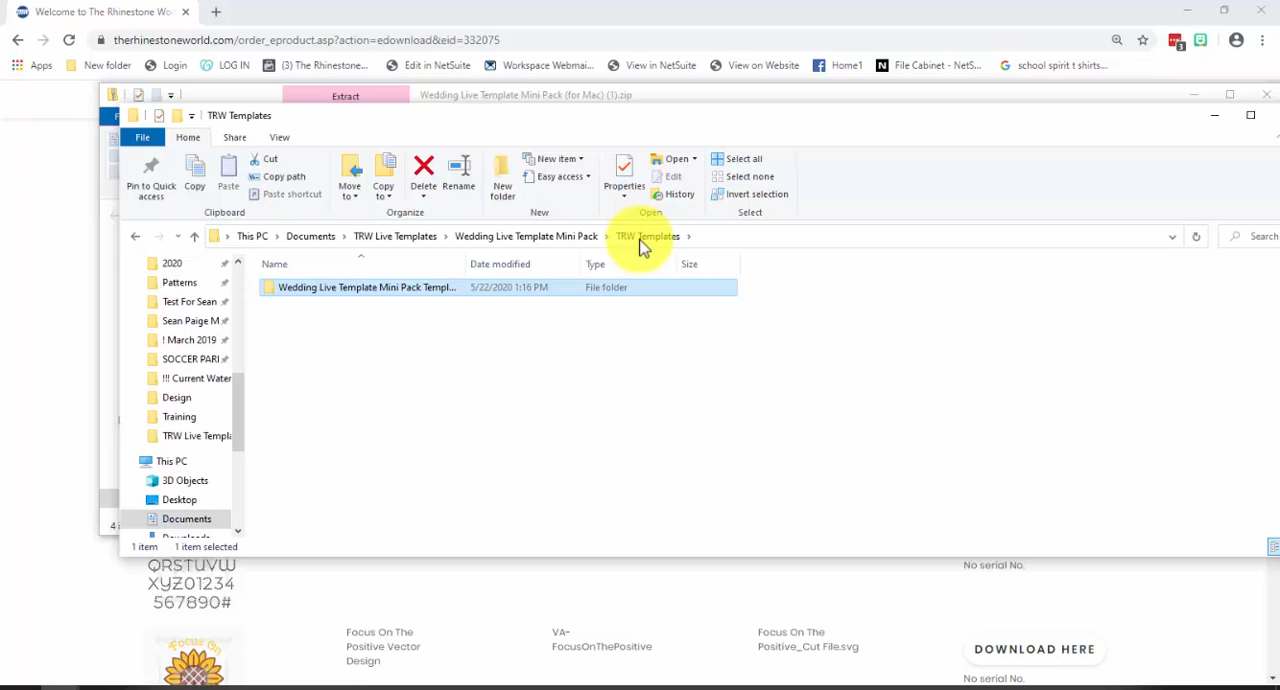 Welcome to The Rhinestone Wo
therhinestoneworld.com/order_eproduct.asp?action=edownload&eid=332075
3
Apps New folder Login LOG IN (3) The Rhinestone... Edit in NetSuite Workspace Webmai... View in NetSuite View on Website Home1 File Cabinet - NetS... school spirit t shirts...
Extract Wedding Live Template Mini Pack (for Mac) (1).zip
TRW Templates
File Home Share View
Pin to Quick access
Copy
Paste
Cut
Copy path
Paste shortcut
Clipboard
Move to
Copy to
Delete
Rename
Organize
New folder
New item
Easy access
New
Properties
Open
Edit
History
Open
Select all
Select none
Invert selection
Select
This PC > Documents > TRW Live Templates > Wedding Live Template Mini Pack > TRW Templates >
Search
Name Date modified Type Size
Wedding Live Template Mini Pack Templ... 5/22/2020 1:16 PM File folder
2020
Patterns
Test For Sean
Sean Paige M
! March 2019
SOCCER PARI
!!! Current Water
Design
Training
TRW Live Templa
This PC
3D Objects
Desktop
Documents
Downloads
1 item 1 item selected
QRSTUVW
XYZ01234
567890#
No serial No.
Focus On
Focus On The
Positive Vector
Design
VA-
FocusOnThePositive
Focus On The
Positive_Cut File.svg
DOWNLOAD HERE
No serial No.